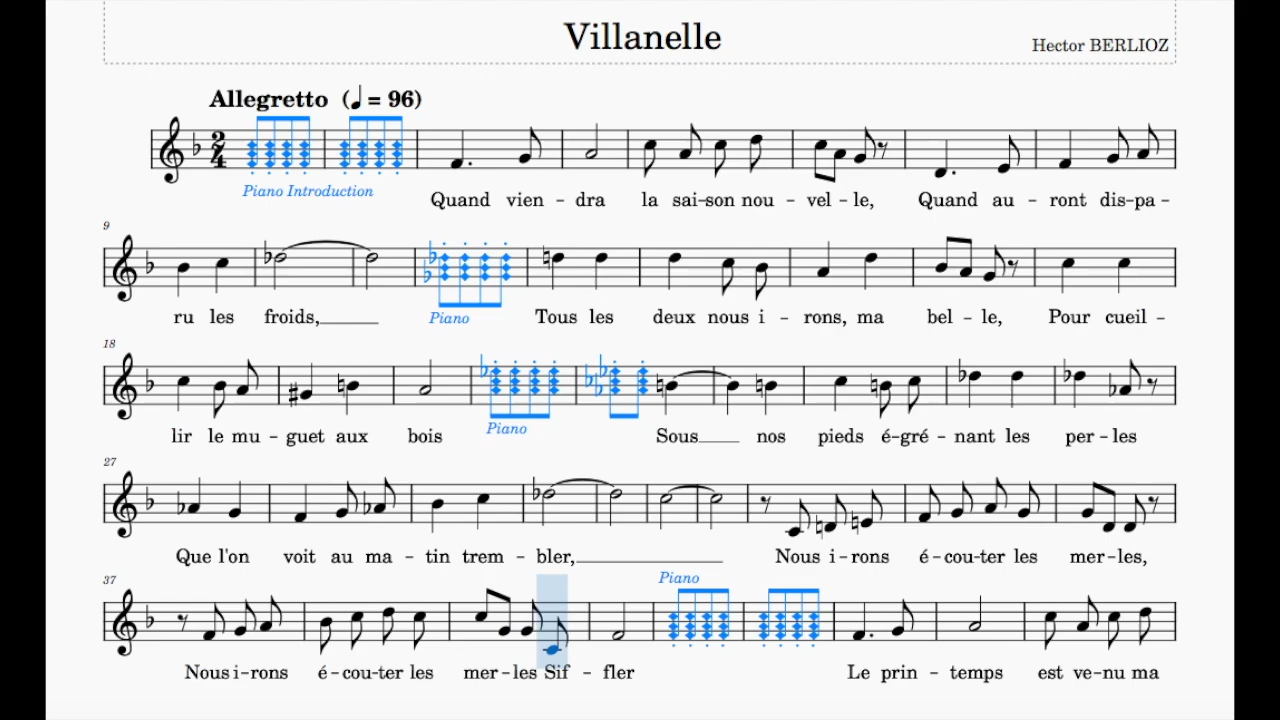 Villanelle
Hector BERLIOZ
Allegretto (♩ = 96)
2/4
Piano Introduction
Quand vien - dra la sai-son nou - vel - le, Quand au - ront dis-pa -
9
Piano
ru les froids,____ Tous les deux nous i - rons, ma bel - le, Pour cueil -
18
Piano
lir le mu - guet aux bois Sous____ nos pieds é-gré - nant les per - les
27
Que l'on voit au ma - tin trem - bler,____ Nous i - rons é-cou-ter les mer-les,
37
Piano
Nous i-rons é-cou-ter les mer-les Sif - fler Le prin - temps est ve-nu ma